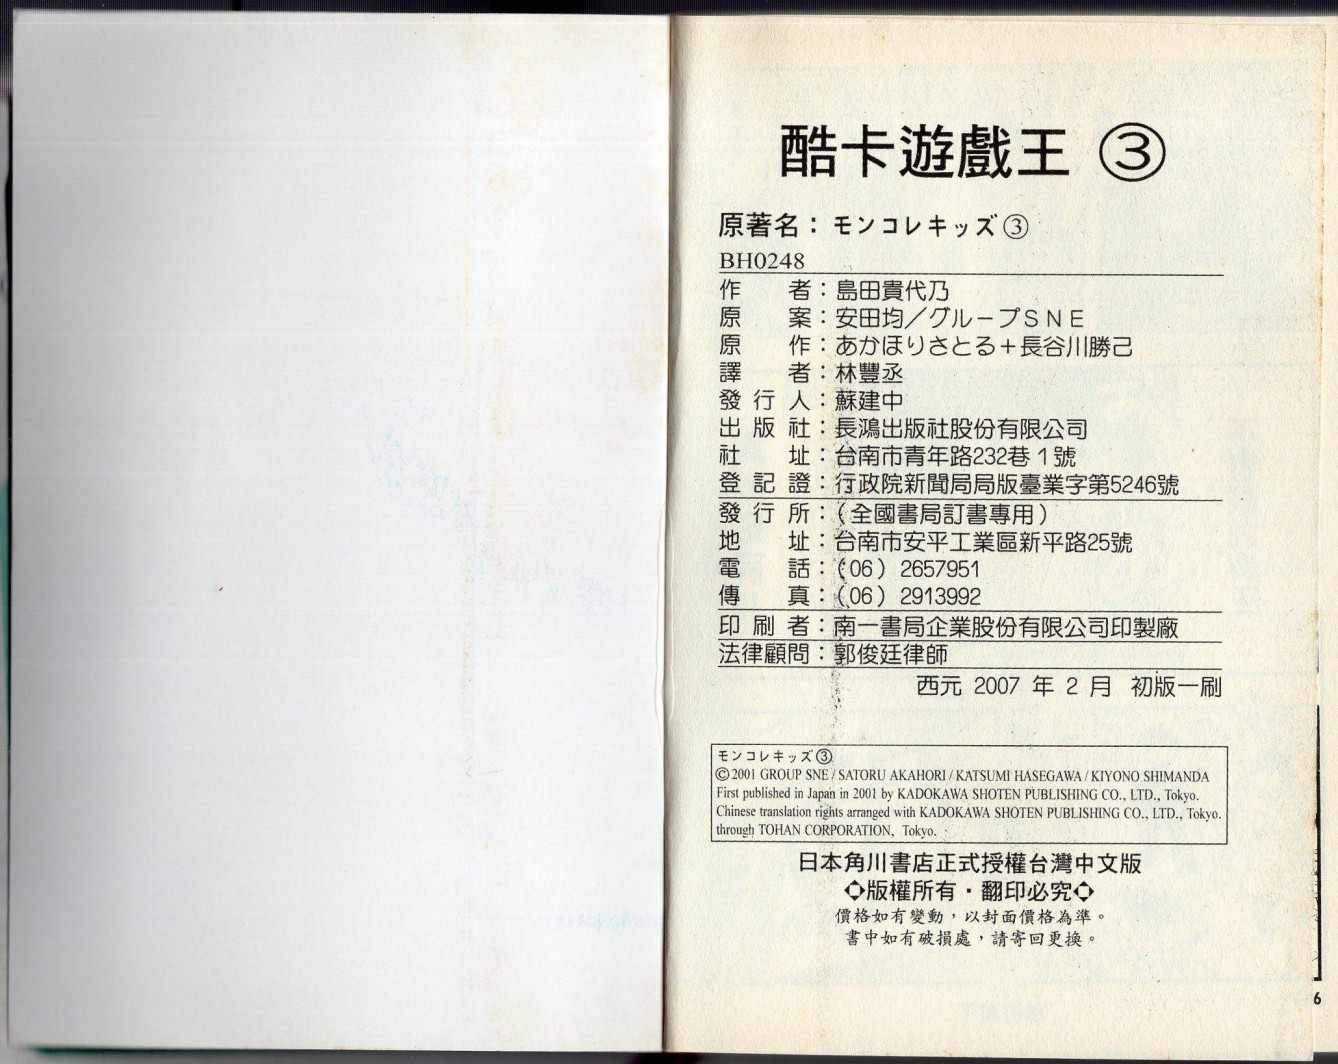 酷卡遊戲王 ③
原著名：モンコレキッズ③
BH0248
作者：島田貴代乃
原案：安田均／グループＳＮＥ
原作：あかほりさとる＋長谷川勝己
譯者：林豐丞
發行人：蘇建中
出版社：長鴻出版社股份有限公司
社址：台南市青年路232巷１號
登記證：行政院新聞局局版臺業字第5246號
發行所：（全國書局訂書專用）
地址：台南市安平工業區新平路25號
電話：（06）2657951
傳真：（06）2913992
印刷者：南一書局企業股份有限公司印製廠
法律顧問：郭俊廷律師
西元 2007 年 2 月 初版一刷
モンコレキッズ③
©2001 GROUP SNE / SATORU AKAHORI / KATSUMI HASEGAWA / KIYONO SHIMANDA
First published in Japan in 2001 by KADOKAWA SHOTEN PUBLISHING CO., LTD., Tokyo.
Chinese translation rights arranged with KADOKAWA SHOTEN PUBLISHING CO., LTD., Tokyo.
through TOHAN CORPORATION, Tokyo.
日本角川書店正式授權台灣中文版
◇版權所有・翻印必究◇
價格如有變動，以封面價格為準。
書中如有破損處，請寄回更換。
6